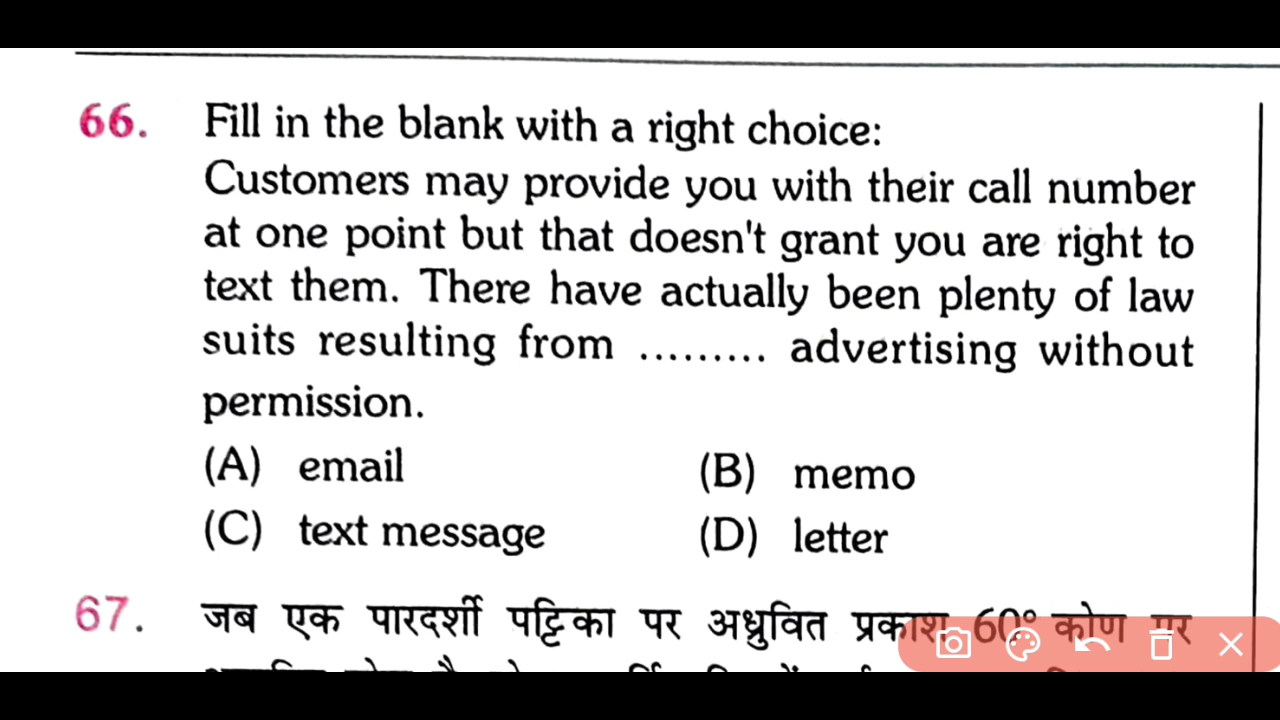 66. Fill in the blank with a right choice:
Customers may provide you with their call number
at one point but that doesn't grant you are right to
text them. There have actually been plenty of law
suits resulting from ......... advertising without
permission.
(A) email (B) memo
(C) text message (D) letter
67. जब एक पारदर्शी पट्टिका पर अध्रुवित प्रकाश 60° कोण पर